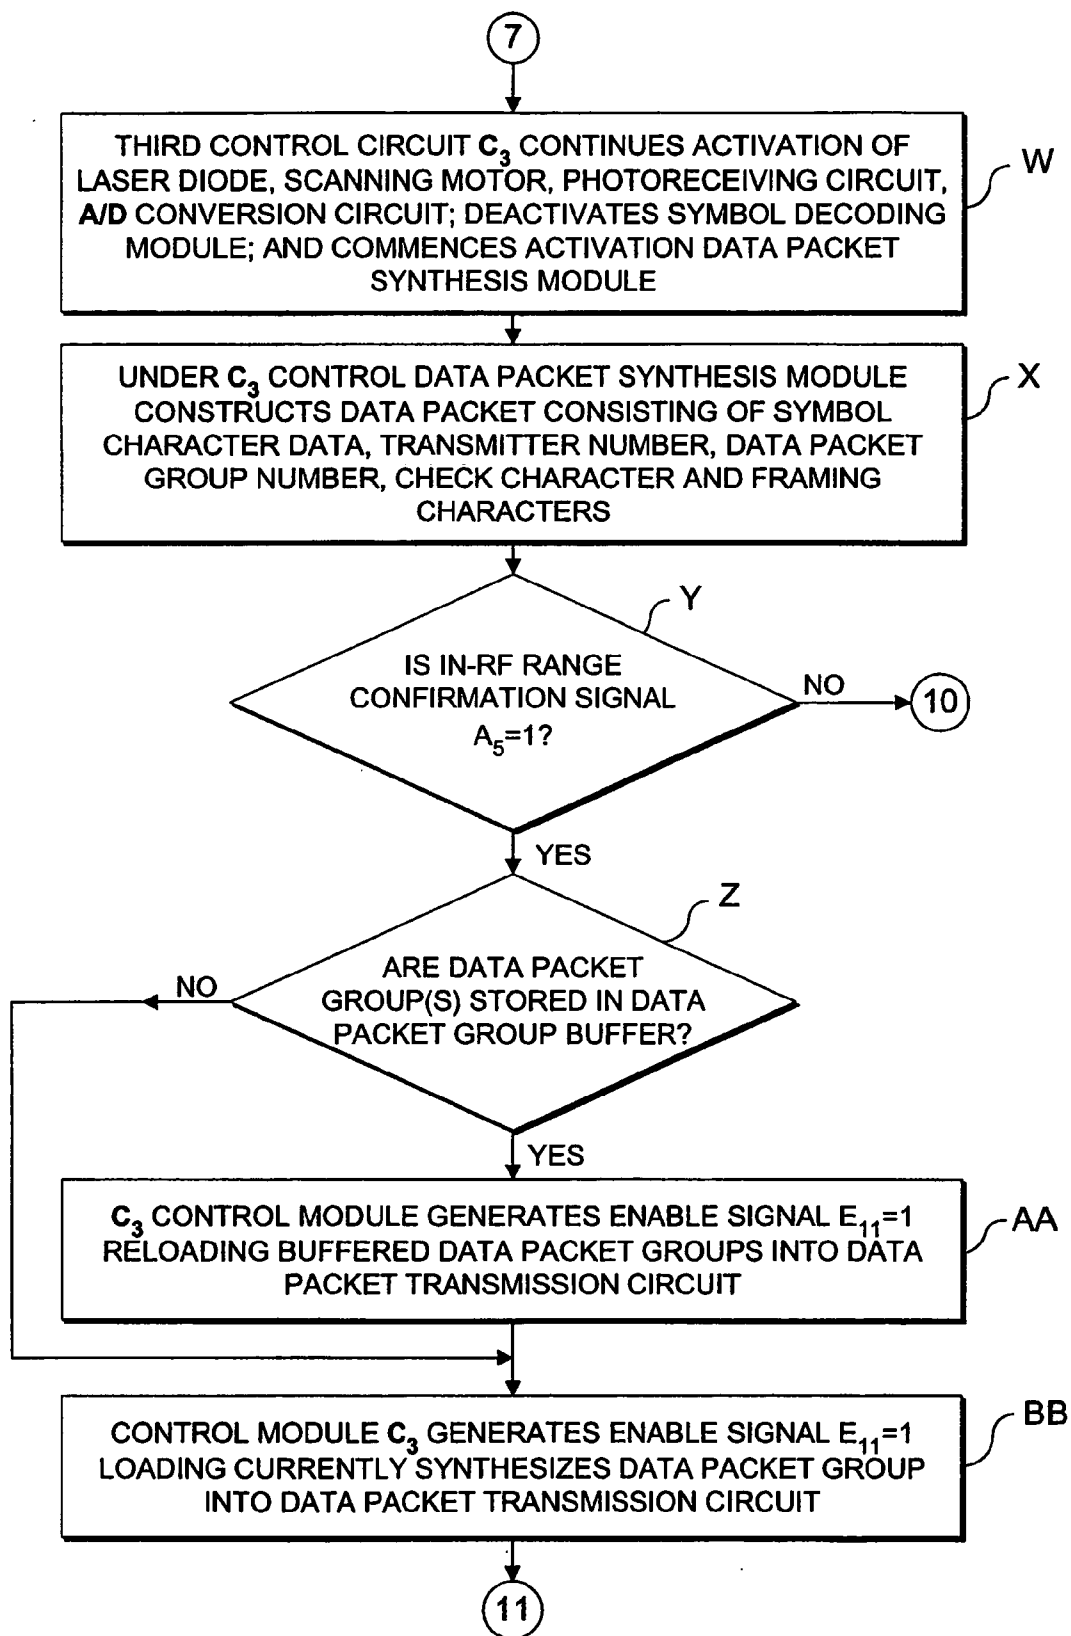 7
THIRD CONTROL CIRCUIT C₃ CONTINUES ACTIVATION OF
LASER DIODE, SCANNING MOTOR, PHOTORECEIVING CIRCUIT,
A/D CONVERSION CIRCUIT; DEACTIVATES SYMBOL DECODING
MODULE; AND COMMENCES ACTIVATION DATA PACKET
SYNTHESIS MODULE
W
UNDER C₃ CONTROL DATA PACKET SYNTHESIS MODULE
CONSTRUCTS DATA PACKET CONSISTING OF SYMBOL
CHARACTER DATA, TRANSMITTER NUMBER, DATA PACKET
GROUP NUMBER, CHECK CHARACTER AND FRAMING
CHARACTERS
X
Y
IS IN-RF RANGE
CONFIRMATION SIGNAL
A₅=1?
NO
10
YES
Z
ARE DATA PACKET
GROUP(S) STORED IN DATA
PACKET GROUP BUFFER?
NO
YES
C₃ CONTROL MODULE GENERATES ENABLE SIGNAL E₁₁=1
RELOADING BUFFERED DATA PACKET GROUPS INTO DATA
PACKET TRANSMISSION CIRCUIT
AA
CONTROL MODULE C₃ GENERATES ENABLE SIGNAL E₁₁=1
LOADING CURRENTLY SYNTHESIZES DATA PACKET GROUP
INTO DATA PACKET TRANSMISSION CIRCUIT
BB
11